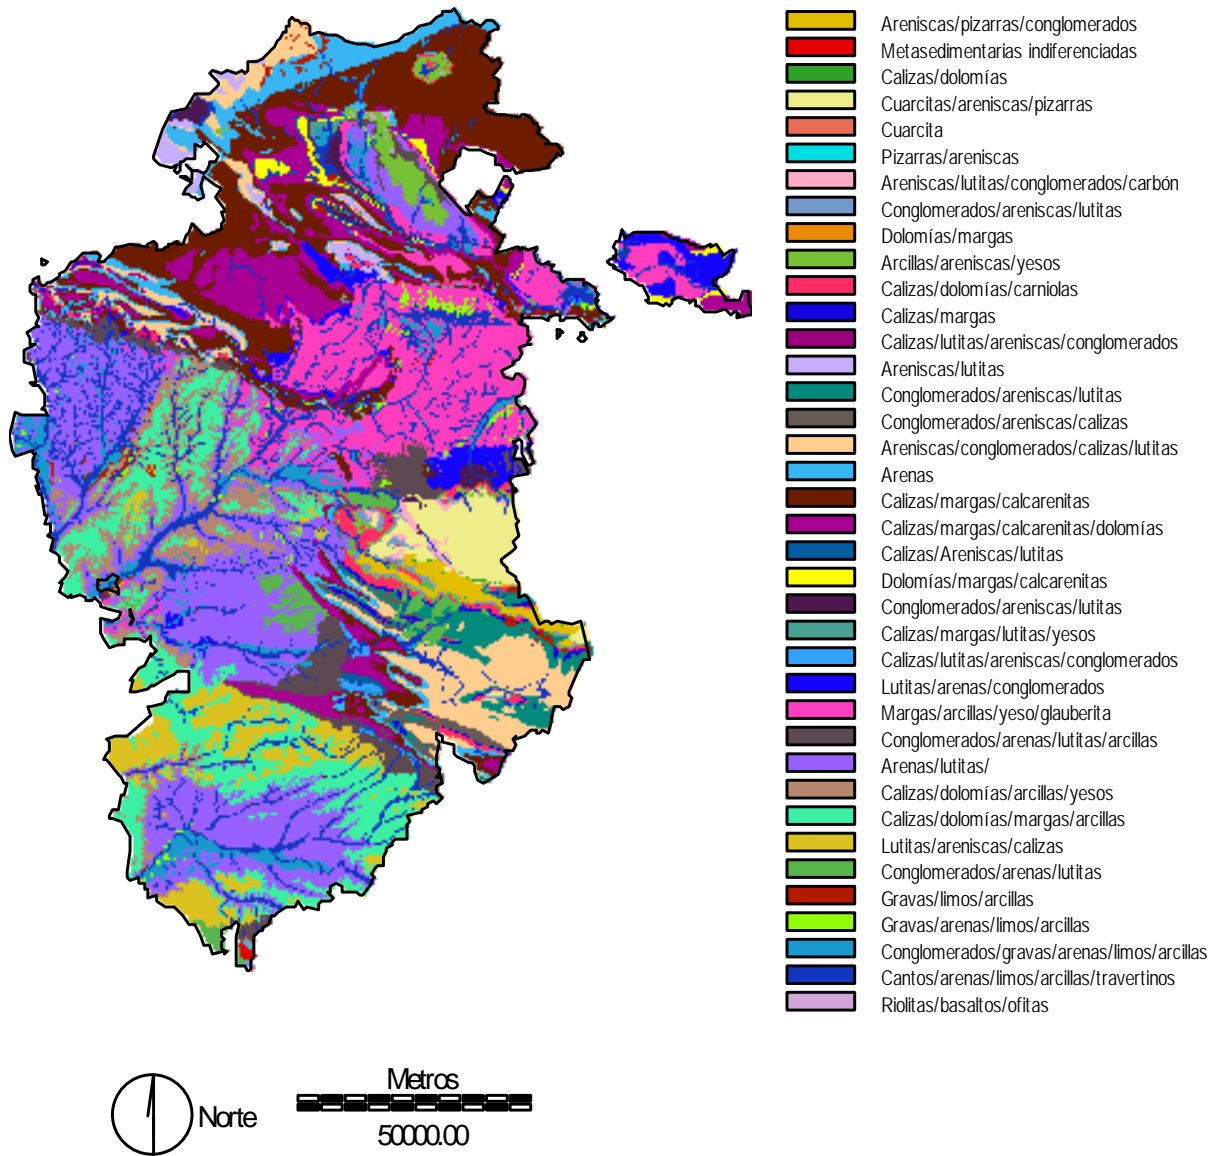 Areniscas/pizarras/conglomerados
Metasedimentarias indiferenciadas
Calizas/dolomías
Cuarcitas/areniscas/pizarras
Cuarcita
Pizarras/areniscas
Areniscas/lutitas/conglomerados/carbón
Conglomerados/areniscas/lutitas
Dolomías/margas
Arcillas/areniscas/yesos
Calizas/dolomías/carniolas
Calizas/margas
Calizas/lutitas/areniscas/conglomerados
Areniscas/lutitas
Conglomerados/areniscas/lutitas
Conglomerados/areniscas/calizas
Areniscas/conglomerados/calizas/lutitas
Arenas
Calizas/margas/calcarenitas
Calizas/margas/calcarenitas/dolomías
Calizas/Areniscas/lutitas
Dolomías/margas/calcarenitas
Conglomerados/areniscas/lutitas
Calizas/margas/lutitas/yesos
Calizas/lutitas/areniscas/conglomerados
Lutitas/arenas/conglomerados
Margas/arcillas/yeso/glauberita
Conglomerados/arenas/lutitas/arcillas
Arenas/lutitas/
Calizas/dolomías/arcillas/yesos
Calizas/dolomías/margas/arcillas
Lutitas/areniscas/calizas
Conglomerados/arenas/lutitas
Gravas/limos/arcillas
Gravas/arenas/limos/arcillas
Conglomerados/gravas/arenas/limos/arcillas
Cantos/arenas/limos/arcillas/travertinos
Riolitas/basaltos/ofitas
Norte
Metros
50000.00